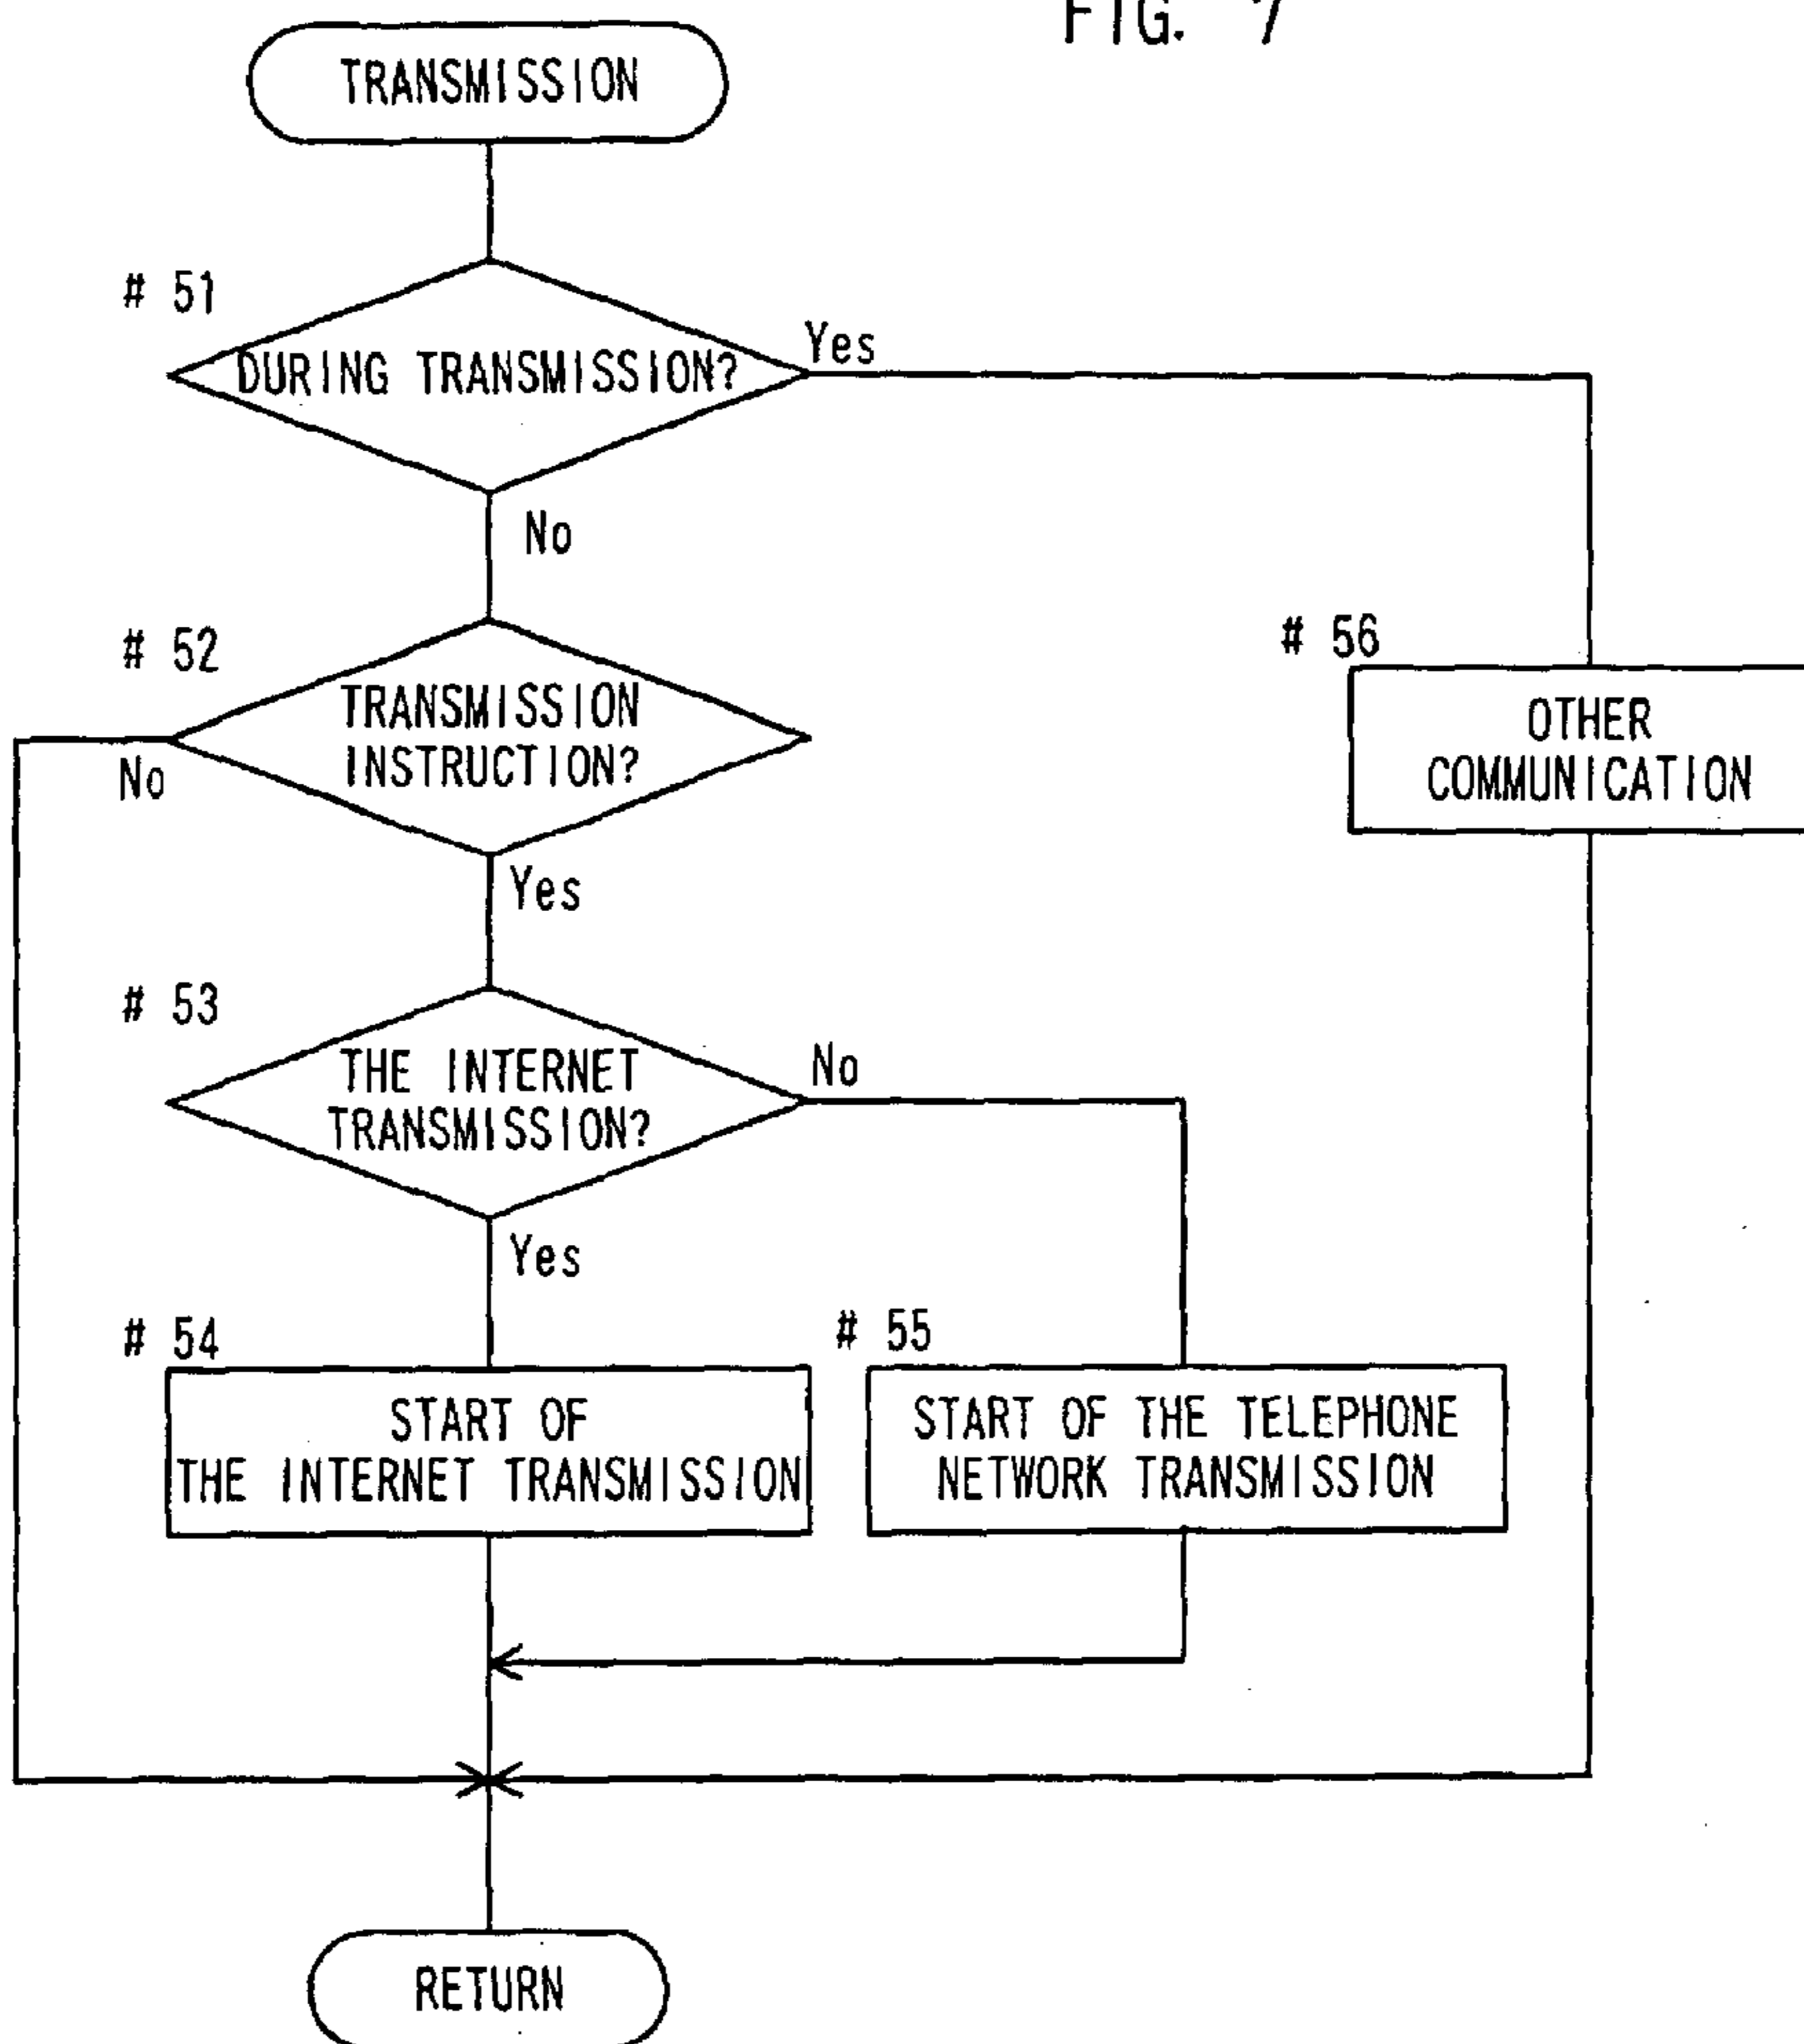 FIG. 7
TRANSMISSION
# 51
DURING TRANSMISSION?
Yes
No
# 52
TRANSMISSION
INSTRUCTION?
No
Yes
# 56
OTHER
COMMUNICATION
# 53
THE INTERNET
TRANSMISSION?
No
Yes
# 54
START OF
THE INTERNET TRANSMISSION
# 55
START OF THE TELEPHONE
NETWORK TRANSMISSION
RETURN